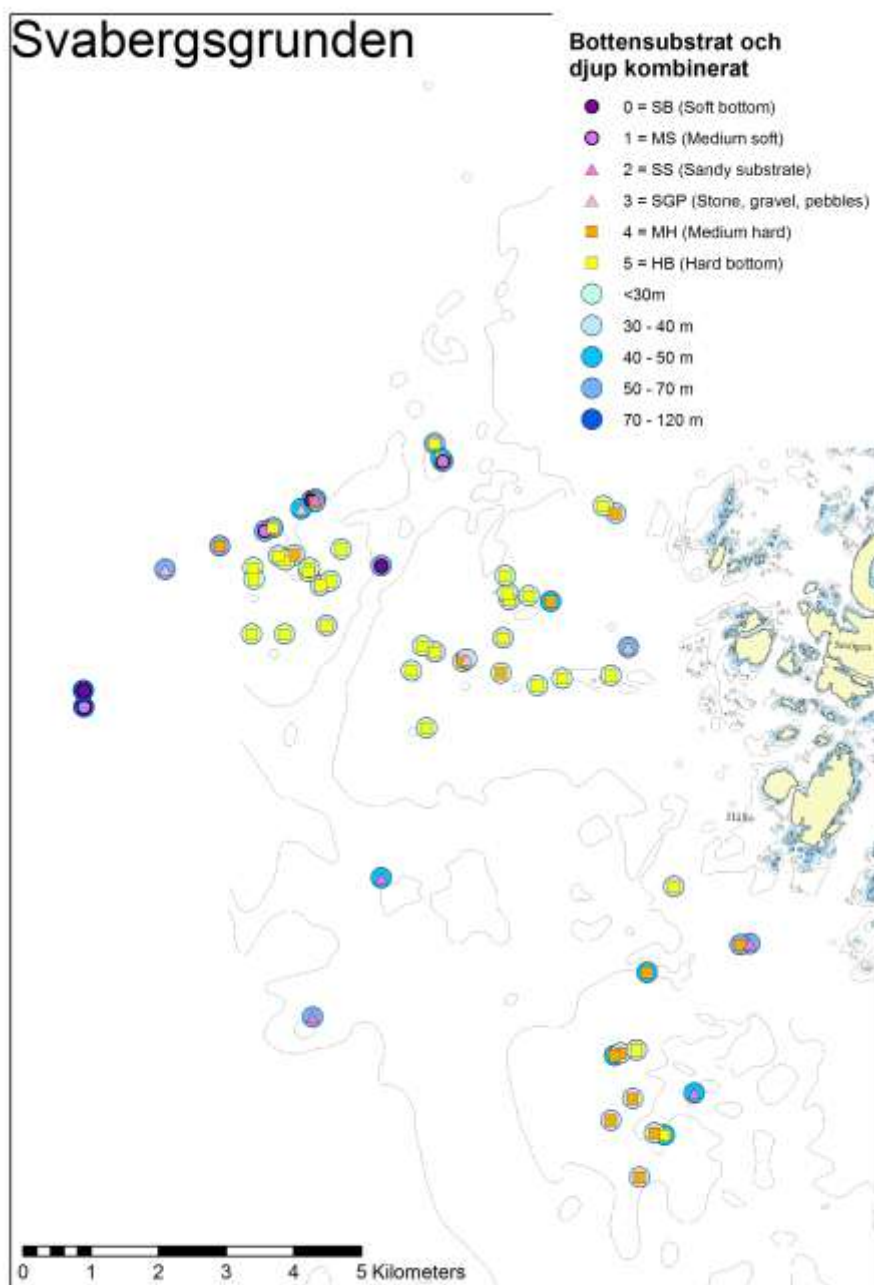 Svabergsgrunden
Bottensubstrat och
djup kombinerat
0 = SB (Soft bottom)
1 = MS (Medium soft)
2 = SS (Sandy substrate)
3 = SGP (Stone, gravel, pebbles)
4 = MH (Medium hard)
5 = HB (Hard bottom)
<30m
30 - 40 m
40 - 50 m
50 - 70 m
70 - 120 m
0 1 2 3 4 5 Kilometers